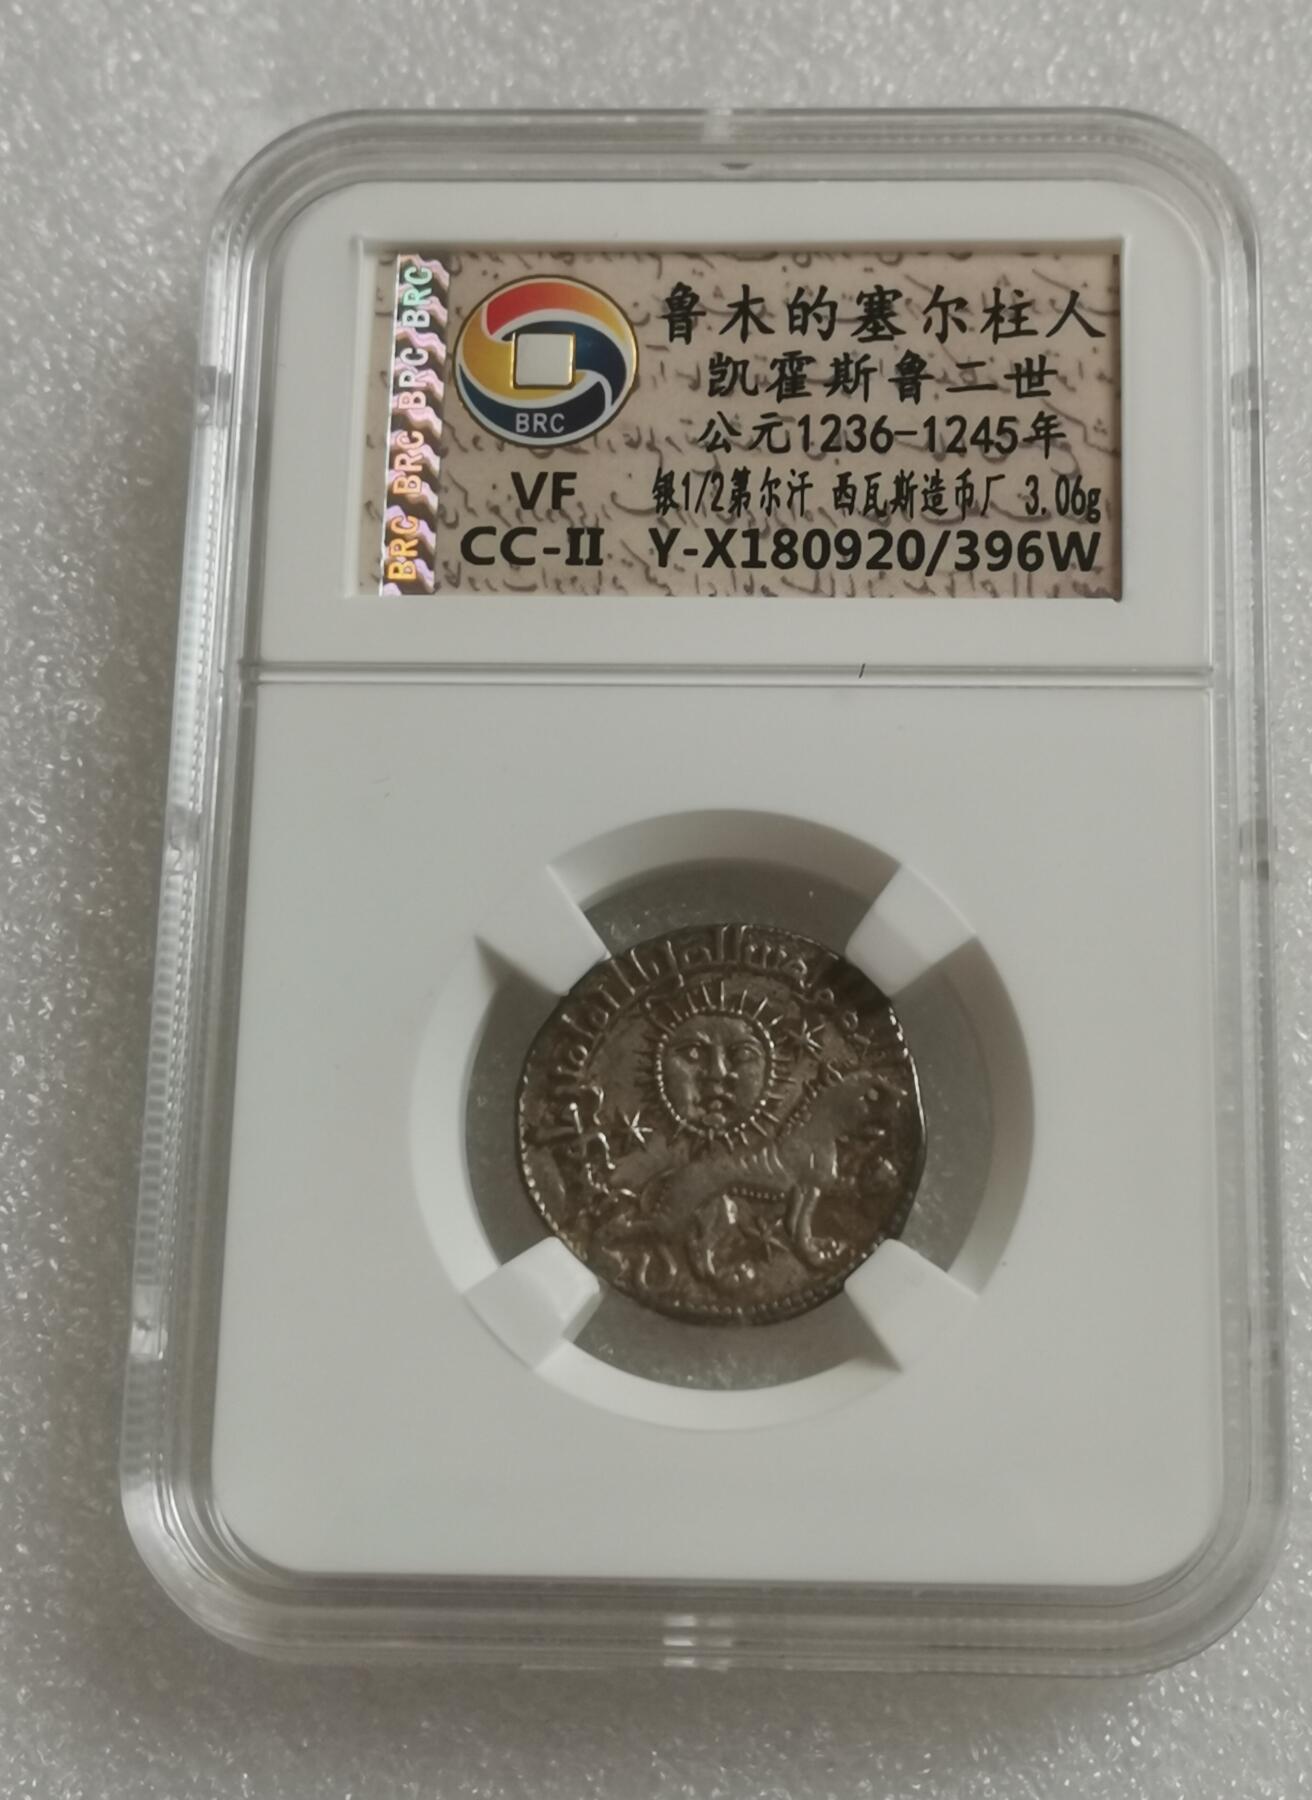 BRC BRC BRC BRC
BRC
鲁木的塞尔柱人
凯霍斯鲁二世
公元1236-1245年
VF 银1/2第尔汗 西瓦斯造币厂 3.06g
CC-II Y-X180920/396W